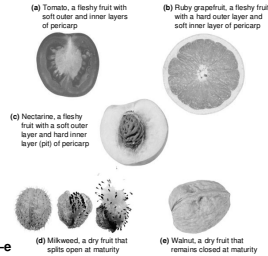 (a) Tomato, a fleshy fruit with
soft outer and inner layers
of pericarp
(b) Ruby grapefruit, a fleshy fruit
with a hard outer layer and
soft inner layer of pericarp
(c) Nectarine, a fleshy
fruit with a soft outer
layer and hard inner
layer (pit) of pericarp
(d) Milkweed, a dry fruit that
splits open at maturity
(e) Walnut, a dry fruit that
remains closed at maturity
–e